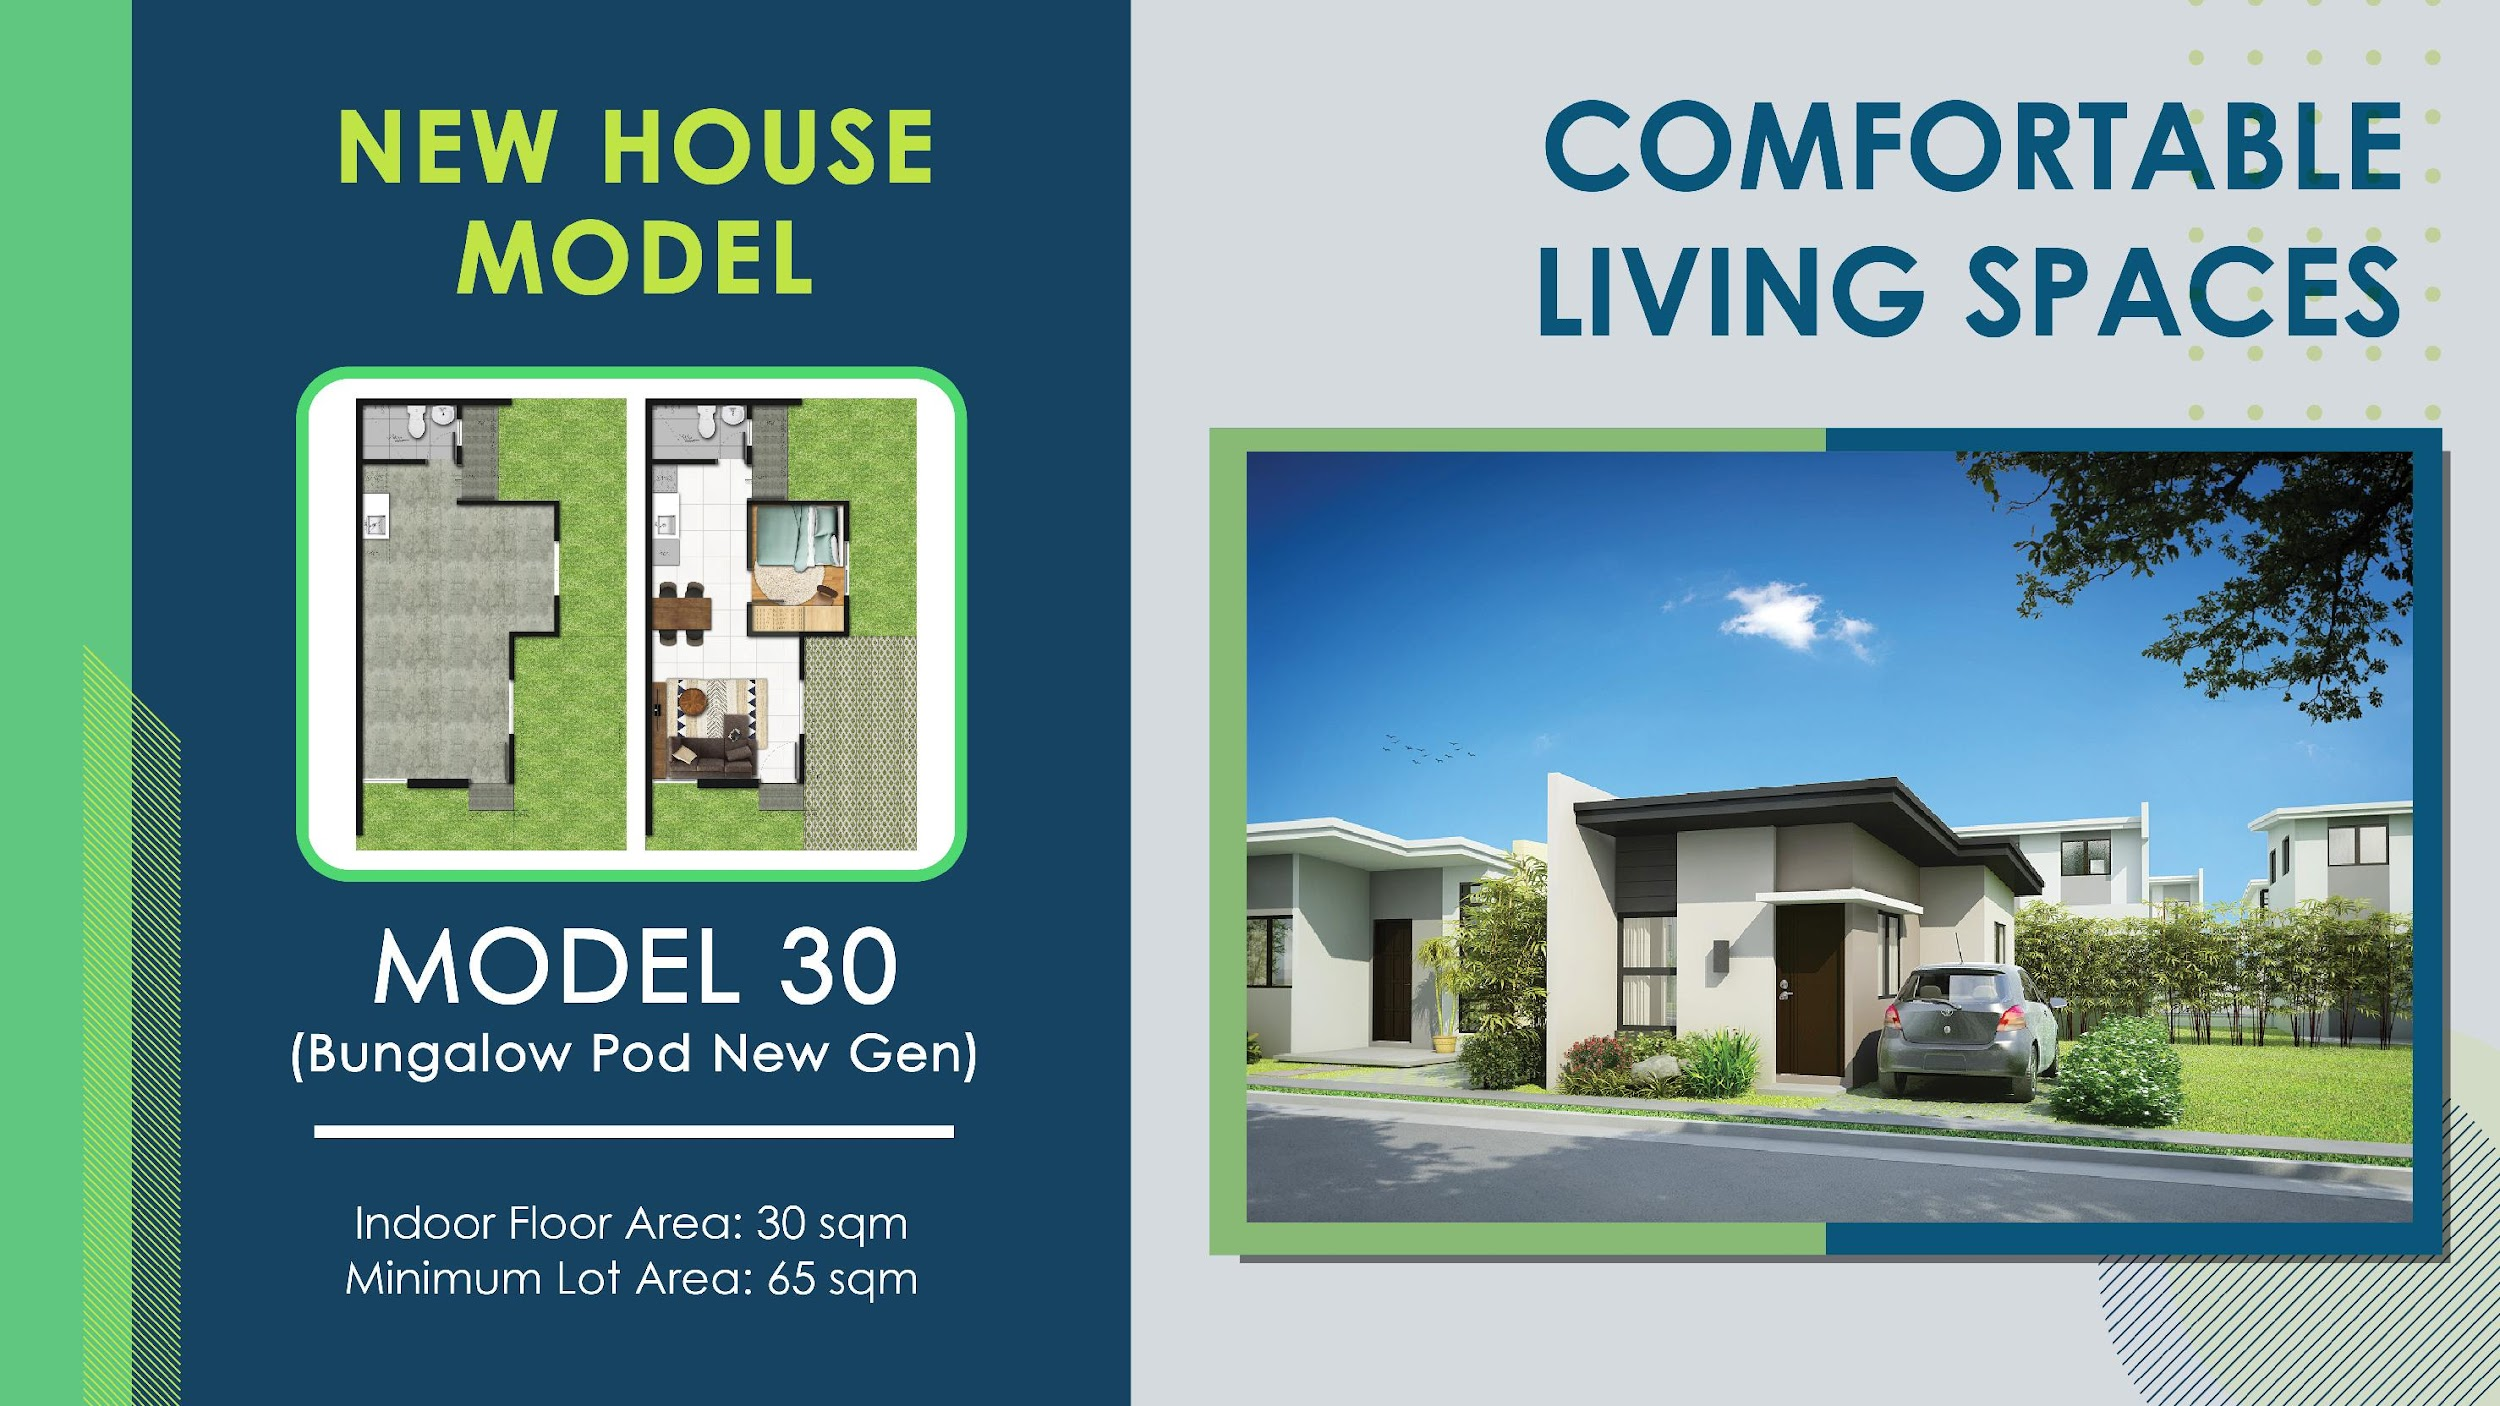 NEW HOUSE
MODEL
MODEL 30
(Bungalow Pod New Gen)
Indoor Floor Area: 30 sqm
Minimum Lot Area: 65 sqm
COMFORTABLE
LIVING SPACES